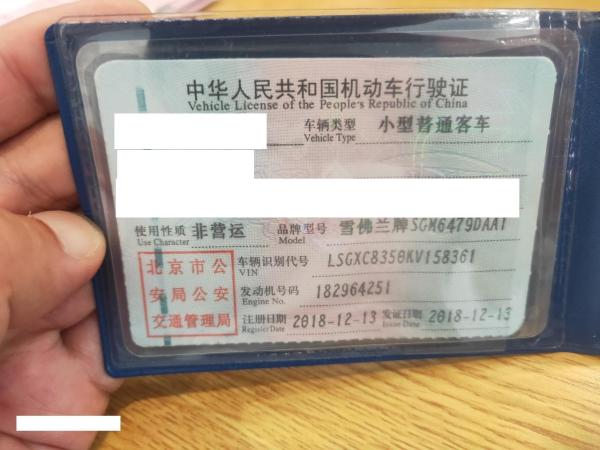 中华人民共和国机动车行驶证
Vehicle License of the People's Republic of China
车辆类型 小型普通客车
Vehicle Type
使用性质 非营运 品牌型号 雪佛兰牌SGM6479DAA1
Use Character Model
北京市公安局公安交通管理局
车辆识别代号 LSGXC8350KV158361
VIN
发动机号码 182964251
Engine No.
注册日期 2018-12-13 发证日期 2018-12-13
Register Date Issue Date